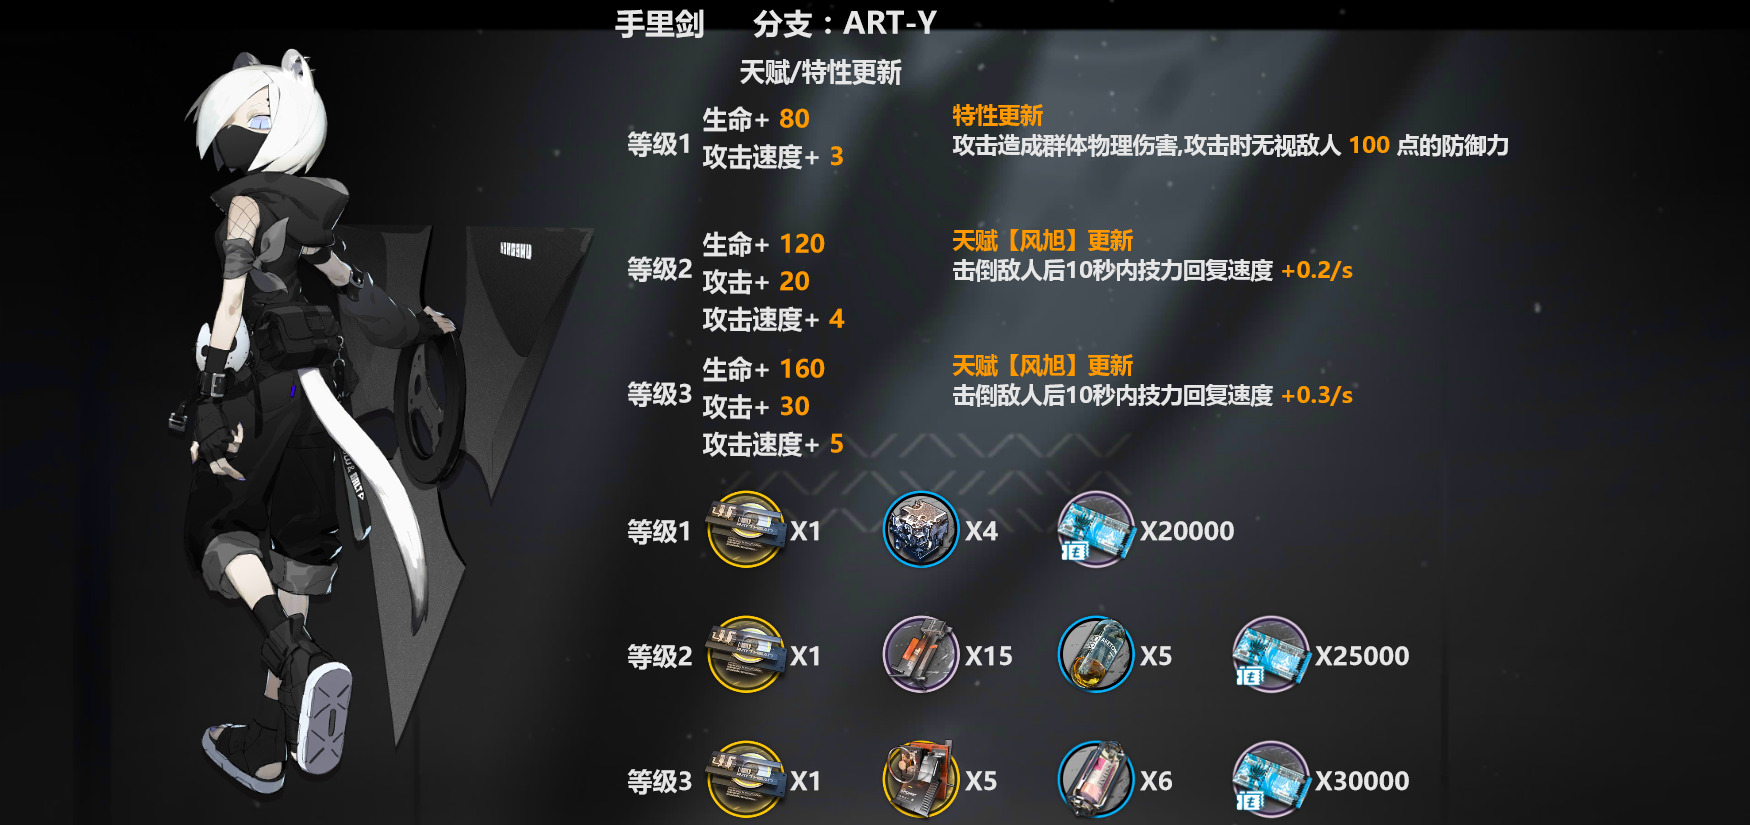 手里剑 分支：ART-Y
天赋/特性更新
等级1
生命+ 80
攻击速度+ 3
特性更新
攻击造成群体物理伤害,攻击时无视敌人 100 点的防御力
等级2
生命+ 120
攻击+ 20
攻击速度+ 4
天赋【风旭】更新
击倒敌人后10秒内技力回复速度 +0.2/s
等级3
生命+ 160
攻击+ 30
攻击速度+ 5
天赋【风旭】更新
击倒敌人后10秒内技力回复速度 +0.3/s
等级1 X1 X4 X20000
等级2 X1 X15 X5 X25000
等级3 X1 X5 X6 X30000